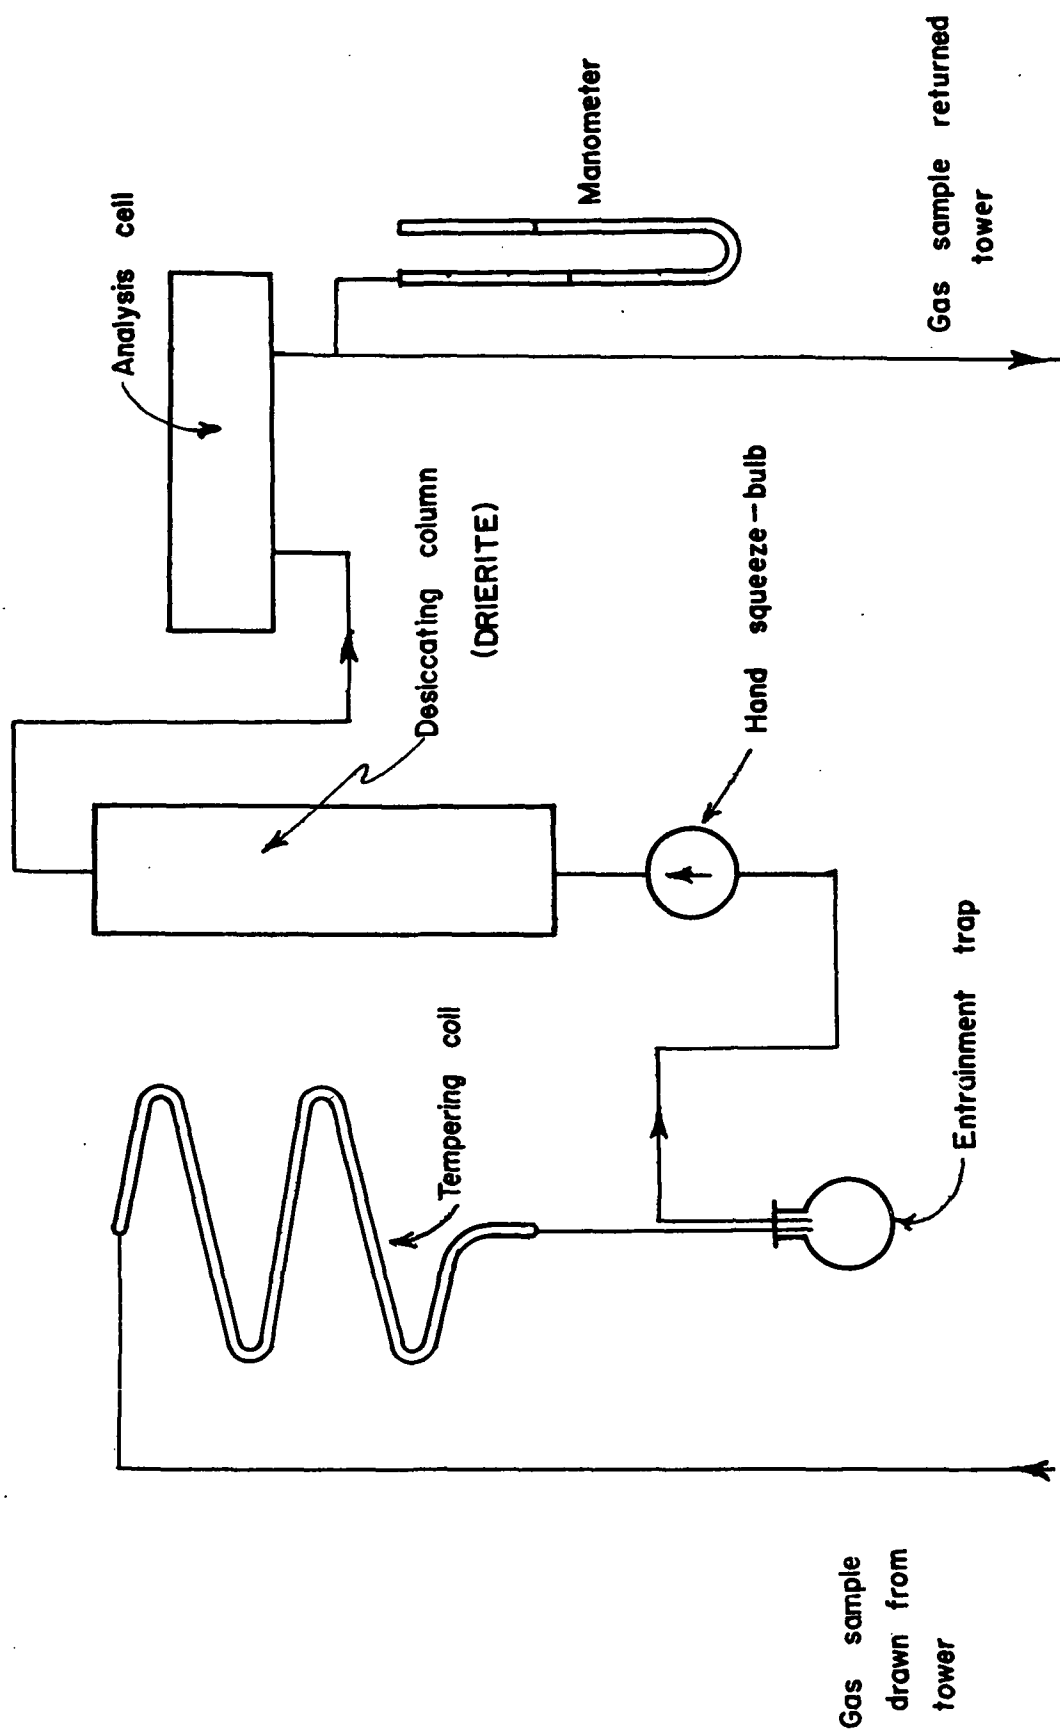 Gas sample
drawn from
tower
Tempering coil
Entrainment trap
Desiccating column
(DRIERITE)
Hand squeeze-bulb
Analysis cell
Manometer
Gas sample returned
tower